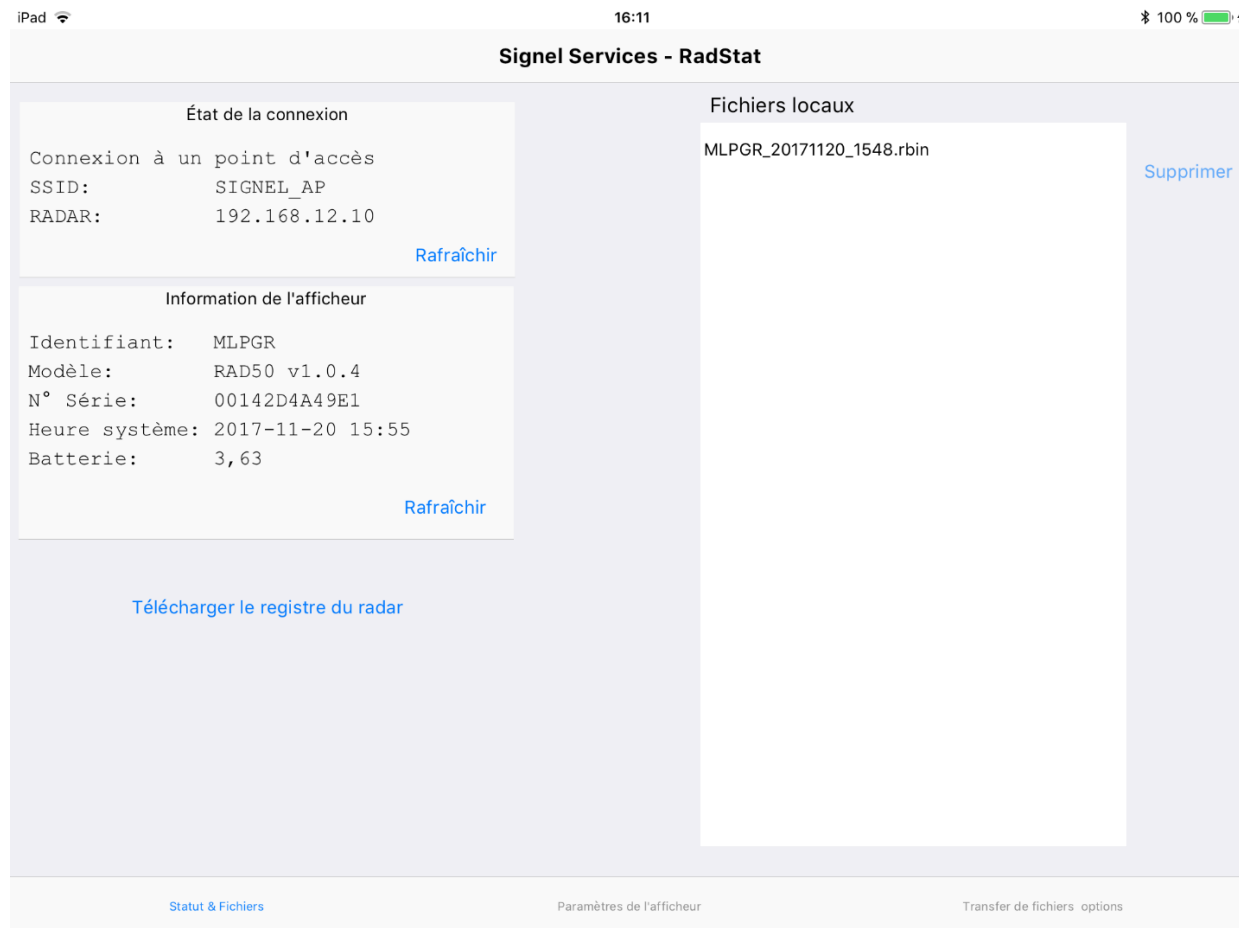 iPad 16:11 100 %
Signel Services - RadStat
État de la connexion
Connexion à un point d'accès
SSID: SIGNEL_AP
RADAR: 192.168.12.10
Rafraîchir
Information de l'afficheur
Identifiant: MLPGR
Modèle: RAD50 v1.0.4
N° Série: 00142D4A49E1
Heure système: 2017-11-20 15:55
Batterie: 3,63
Rafraîchir
Télécharger le registre du radar
Fichiers locaux
MLPGR_20171120_1548.rbin
Supprimer
Statut & Fichiers
Paramètres de l'afficheur
Transfer de fichiers options